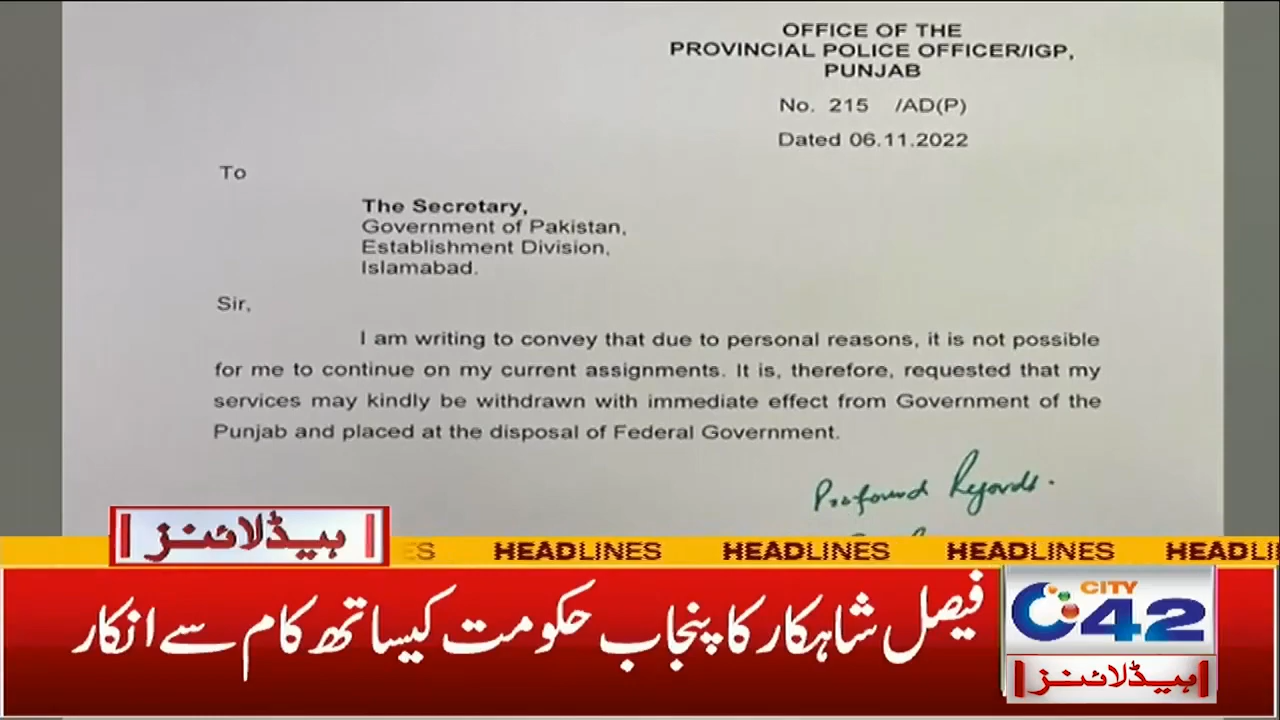 OFFICE OF THE
PROVINCIAL POLICE OFFICER/IGP,
PUNJAB
No. 215 /AD(P)
Dated 06.11.2022
To
The Secretary,
Government of Pakistan,
Establishment Division,
Islamabad.
Sir,
I am writing to convey that due to personal reasons, it is not possible
for me to continue on my current assignments. It is, therefore, requested that my
services may kindly be withdrawn with immediate effect from Government of the
Punjab and placed at the disposal of Federal Government.
Profound Regards.
ہیڈلائنز
ES HEADLINES HEADLINES HEADLINES HEADLI
فیصل شاہکار کا پنجاب حکومت کیساتھ کام سے انکار
CITY
42
ہیڈلائنز